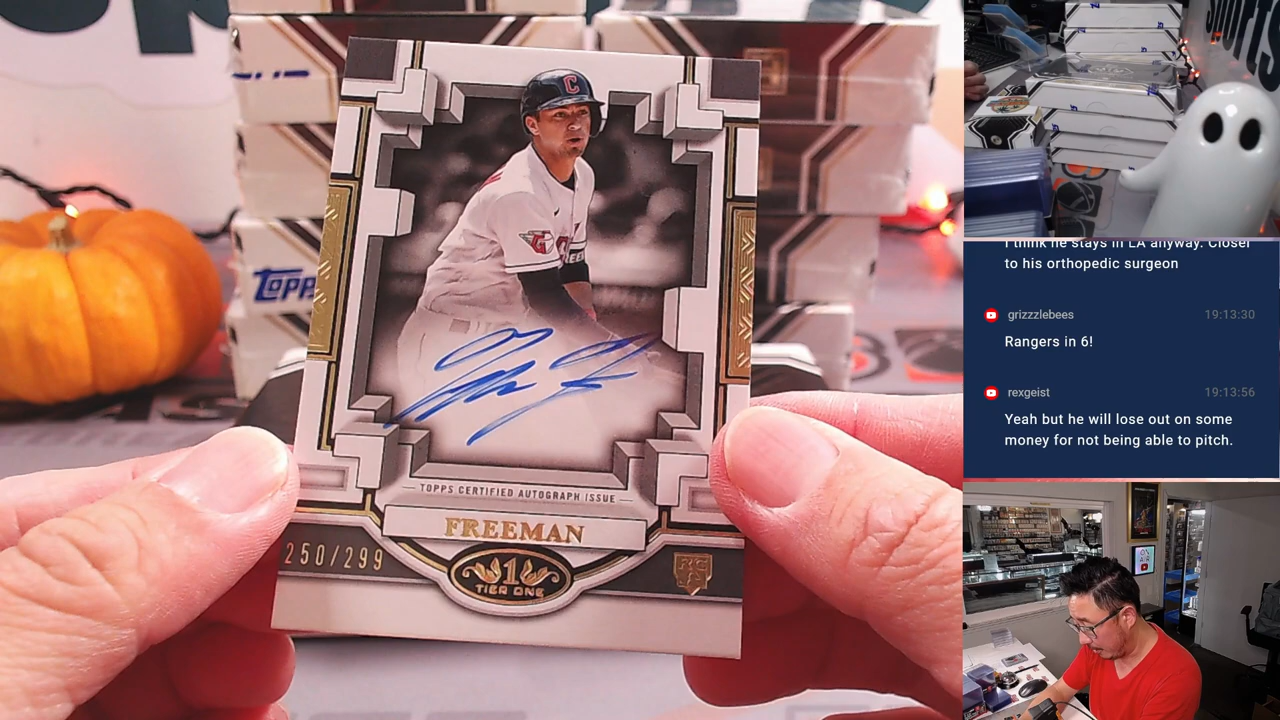 TOPPS
C
TOPPS CERTIFIED AUTOGRAPH ISSUE
FREEMAN
250/299
1
TIER ONE
RC
sports
I think he stays in LA anyway. Closer
to his orthopedic surgeon
grizzzlebees 19:13:30
Rangers in 6!
rexgeist 19:13:56
Yeah but he will lose out on some
money for not being able to pitch.